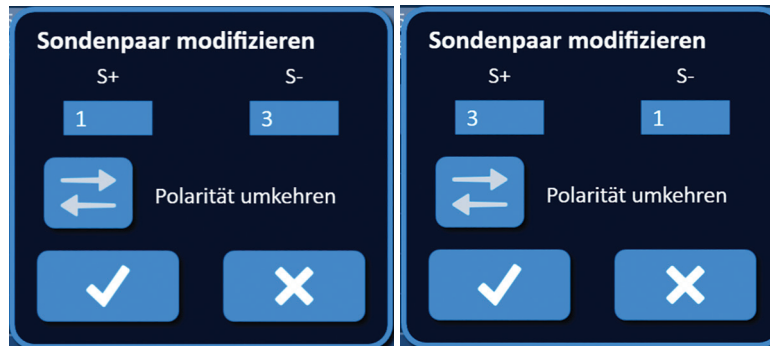 Sondenpaar modifizieren
S+ S-
1 3
Polarität umkehren
Sondenpaar modifizieren
S+ S-
3 1
Polarität umkehren